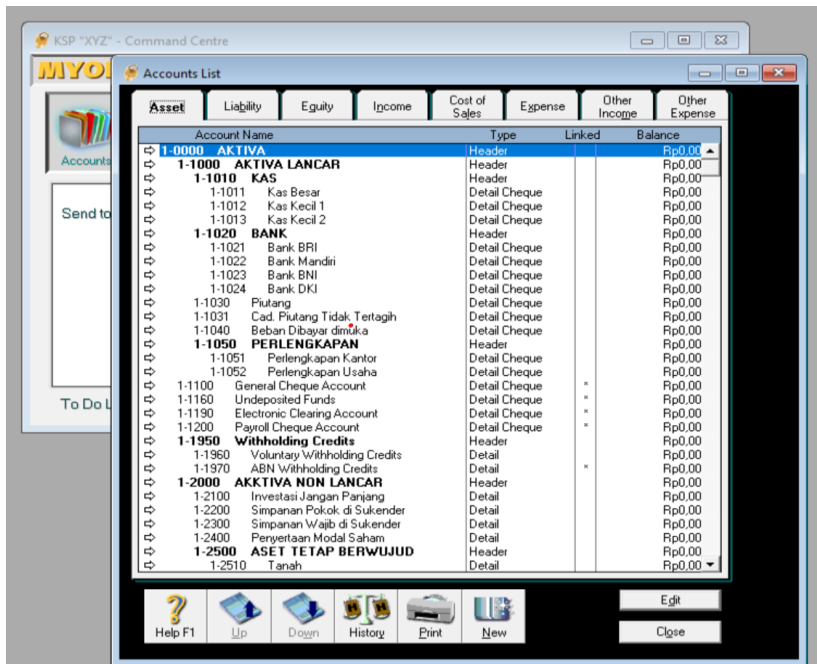 KSP "XYZ" - Command Centre
MYO
Accounts List
Asset Liability Equity Income Cost of Sales Expense Other Income Other Expense
Account Name Type Linked Balance
1-0000 AKTIVA Header Rp0,00
1-1000 AKTIVA LANCAR Header Rp0,00
1-1010 KAS Header Rp0,00
1-1011 Kas Besar Detail Cheque Rp0,00
1-1012 Kas Kecil 1 Detail Cheque Rp0,00
1-1013 Kas Kecil 2 Detail Cheque Rp0,00
1-1020 BANK Header Rp0,00
1-1021 Bank BRI Detail Cheque Rp0,00
1-1022 Bank Mandiri Detail Cheque Rp0,00
1-1023 Bank BNI Detail Cheque Rp0,00
1-1024 Bank DKI Detail Cheque Rp0,00
1-1030 Piutang Detail Cheque Rp0,00
1-1031 Cad. Piutang Tidak Tertagih Detail Cheque Rp0,00
1-1040 Beban Dibayar dimuka Detail Cheque Rp0,00
1-1050 PERLENGKAPAN Header Rp0,00
1-1051 Perlengkapan Kantor Detail Cheque Rp0,00
1-1052 Perlengkapan Usaha Detail Cheque Rp0,00
1-1100 General Cheque Account Detail Cheque × Rp0,00
1-1160 Undeposited Funds Detail Cheque × Rp0,00
1-1190 Electronic Clearing Account Detail Cheque × Rp0,00
1-1200 Payroll Cheque Account Detail Cheque × Rp0,00
1-1950 Withholding Credits Header Rp0,00
1-1960 Voluntary Withholding Credits Detail Rp0,00
1-1970 ABN Withholding Credits Detail × Rp0,00
1-2000 AKKTIVA NON LANCAR Header Rp0,00
1-2100 Investasi Jangan Panjang Detail Rp0,00
1-2200 Simpanan Pokok di Sukender Detail Rp0,00
1-2300 Simpanan Wajib di Sukender Detail Rp0,00
1-2400 Penyertaan Modal Saham Detail Rp0,00
1-2500 ASET TETAP BERWUJUD Header Rp0,00
1-2510 Tanah Detail Rp0,00
Accounts
Send to
To Do L
Help F1 Up Down History Print New
Edit
Close